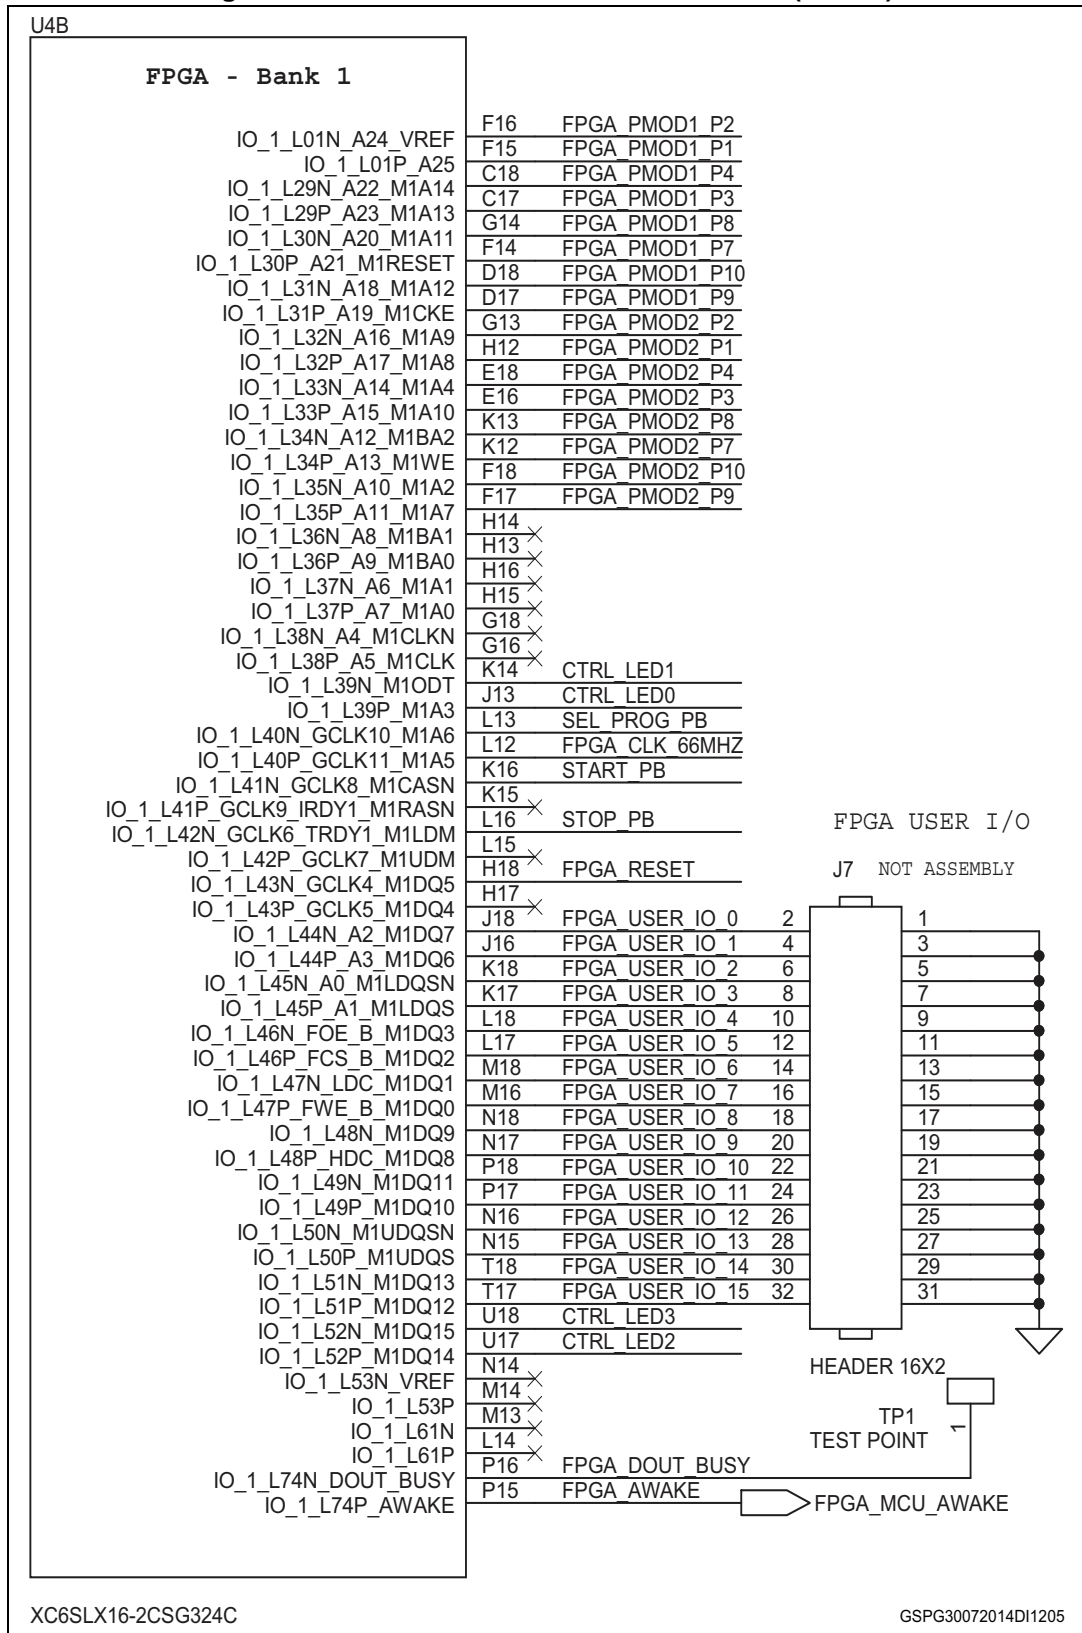 U4B
FPGA - Bank 1
IO_1_L01N_A24_VREF F16 FPGA_PMOD1_P2
IO_1_L01P_A25 F15 FPGA_PMOD1_P1
IO_1_L29N_A22_M1A14 C18 FPGA_PMOD1_P4
IO_1_L29P_A23_M1A13 C17 FPGA_PMOD1_P3
IO_1_L30N_A20_M1A11 G14 FPGA_PMOD1_P8
IO_1_L30P_A21_M1RESET F14 FPGA_PMOD1_P7
IO_1_L31N_A18_M1A12 D18 FPGA_PMOD1_P10
IO_1_L31P_A19_M1CKE D17 FPGA_PMOD1_P9
IO_1_L32N_A16_M1A9 G13 FPGA_PMOD2_P2
IO_1_L32P_A17_M1A8 H12 FPGA_PMOD2_P1
IO_1_L33N_A14_M1A4 E18 FPGA_PMOD2_P4
IO_1_L33P_A15_M1A10 E16 FPGA_PMOD2_P3
IO_1_L34N_A12_M1BA2 K13 FPGA_PMOD2_P8
IO_1_L34P_A13_M1WE K12 FPGA_PMOD2_P7
IO_1_L35N_A10_M1A2 F18 FPGA_PMOD2_P10
IO_1_L35P_A11_M1A7 F17 FPGA_PMOD2_P9
IO_1_L36N_A8_M1BA1 H14
IO_1_L36P_A9_M1BA0 H13
IO_1_L37N_A6_M1A1 H16
IO_1_L37P_A7_M1A0 H15
IO_1_L38N_A4_M1CLKN G18
IO_1_L38P_A5_M1CLK G16
IO_1_L39N_M1ODT K14 CTRL_LED1
IO_1_L39P_M1A3 J13 CTRL_LED0
IO_1_L40N_GCLK10_M1A6 L13 SEL_PROG_PB
IO_1_L40P_GCLK11_M1A5 L12 FPGA_CLK_66MHZ
IO_1_L41N_GCLK8_M1CASN K16 START_PB
IO_1_L41P_GCLK9_IRDY1_M1RASN K15
IO_1_L42N_GCLK6_TRDY1_M1LDM L16 STOP_PB
FPGA USER I/O
IO_1_L42P_GCLK7_M1UDM L15
IO_1_L43N_GCLK4_M1DQ5 H18 FPGA_RESET
J7 NOT ASSEMBLY
IO_1_L43P_GCLK5_M1DQ4 H17
IO_1_L44N_A2_M1DQ7 J18 FPGA_USER_IO_0 2 1
IO_1_L44P_A3_M1DQ6 J16 FPGA_USER_IO_1 4 3
IO_1_L45N_A0_M1LDQSN K18 FPGA_USER_IO_2 6 5
IO_1_L45P_A1_M1LDQS K17 FPGA_USER_IO_3 8 7
IO_1_L46N_FOE_B_M1DQ3 L18 FPGA_USER_IO_4 10 9
IO_1_L46P_FCS_B_M1DQ2 L17 FPGA_USER_IO_5 12 11
IO_1_L47N_LDC_M1DQ1 M18 FPGA_USER_IO_6 14 13
IO_1_L47P_FWE_B_M1DQ0 M16 FPGA_USER_IO_7 16 15
IO_1_L48N_M1DQ9 N18 FPGA_USER_IO_8 18 17
IO_1_L48P_HDC_M1DQ8 N17 FPGA_USER_IO_9 20 19
IO_1_L49N_M1DQ11 P18 FPGA_USER_IO_10 22 21
IO_1_L49P_M1DQ10 P17 FPGA_USER_IO_11 24 23
IO_1_L50N_M1UDQSN N16 FPGA_USER_IO_12 26 25
IO_1_L50P_M1UDQS N15 FPGA_USER_IO_13 28 27
IO_1_L51N_M1DQ13 T18 FPGA_USER_IO_14 30 29
IO_1_L51P_M1DQ12 T17 FPGA_USER_IO_15 32 31
IO_1_L52N_M1DQ15 U18 CTRL_LED3
IO_1_L52P_M1DQ14 U17 CTRL_LED2
HEADER 16X2
IO_1_L53N_VREF N14
IO_1_L53P M14
IO_1_L61N M13
TP1 1
TEST POINT
IO_1_L61P L14
IO_1_L74N_DOUT_BUSY P16 FPGA_DOUT_BUSY
IO_1_L74P_AWAKE P15 FPGA_AWAKE FPGA_MCU_AWAKE
XC6SLX16-2CSG324C
GSPG30072014DI1205